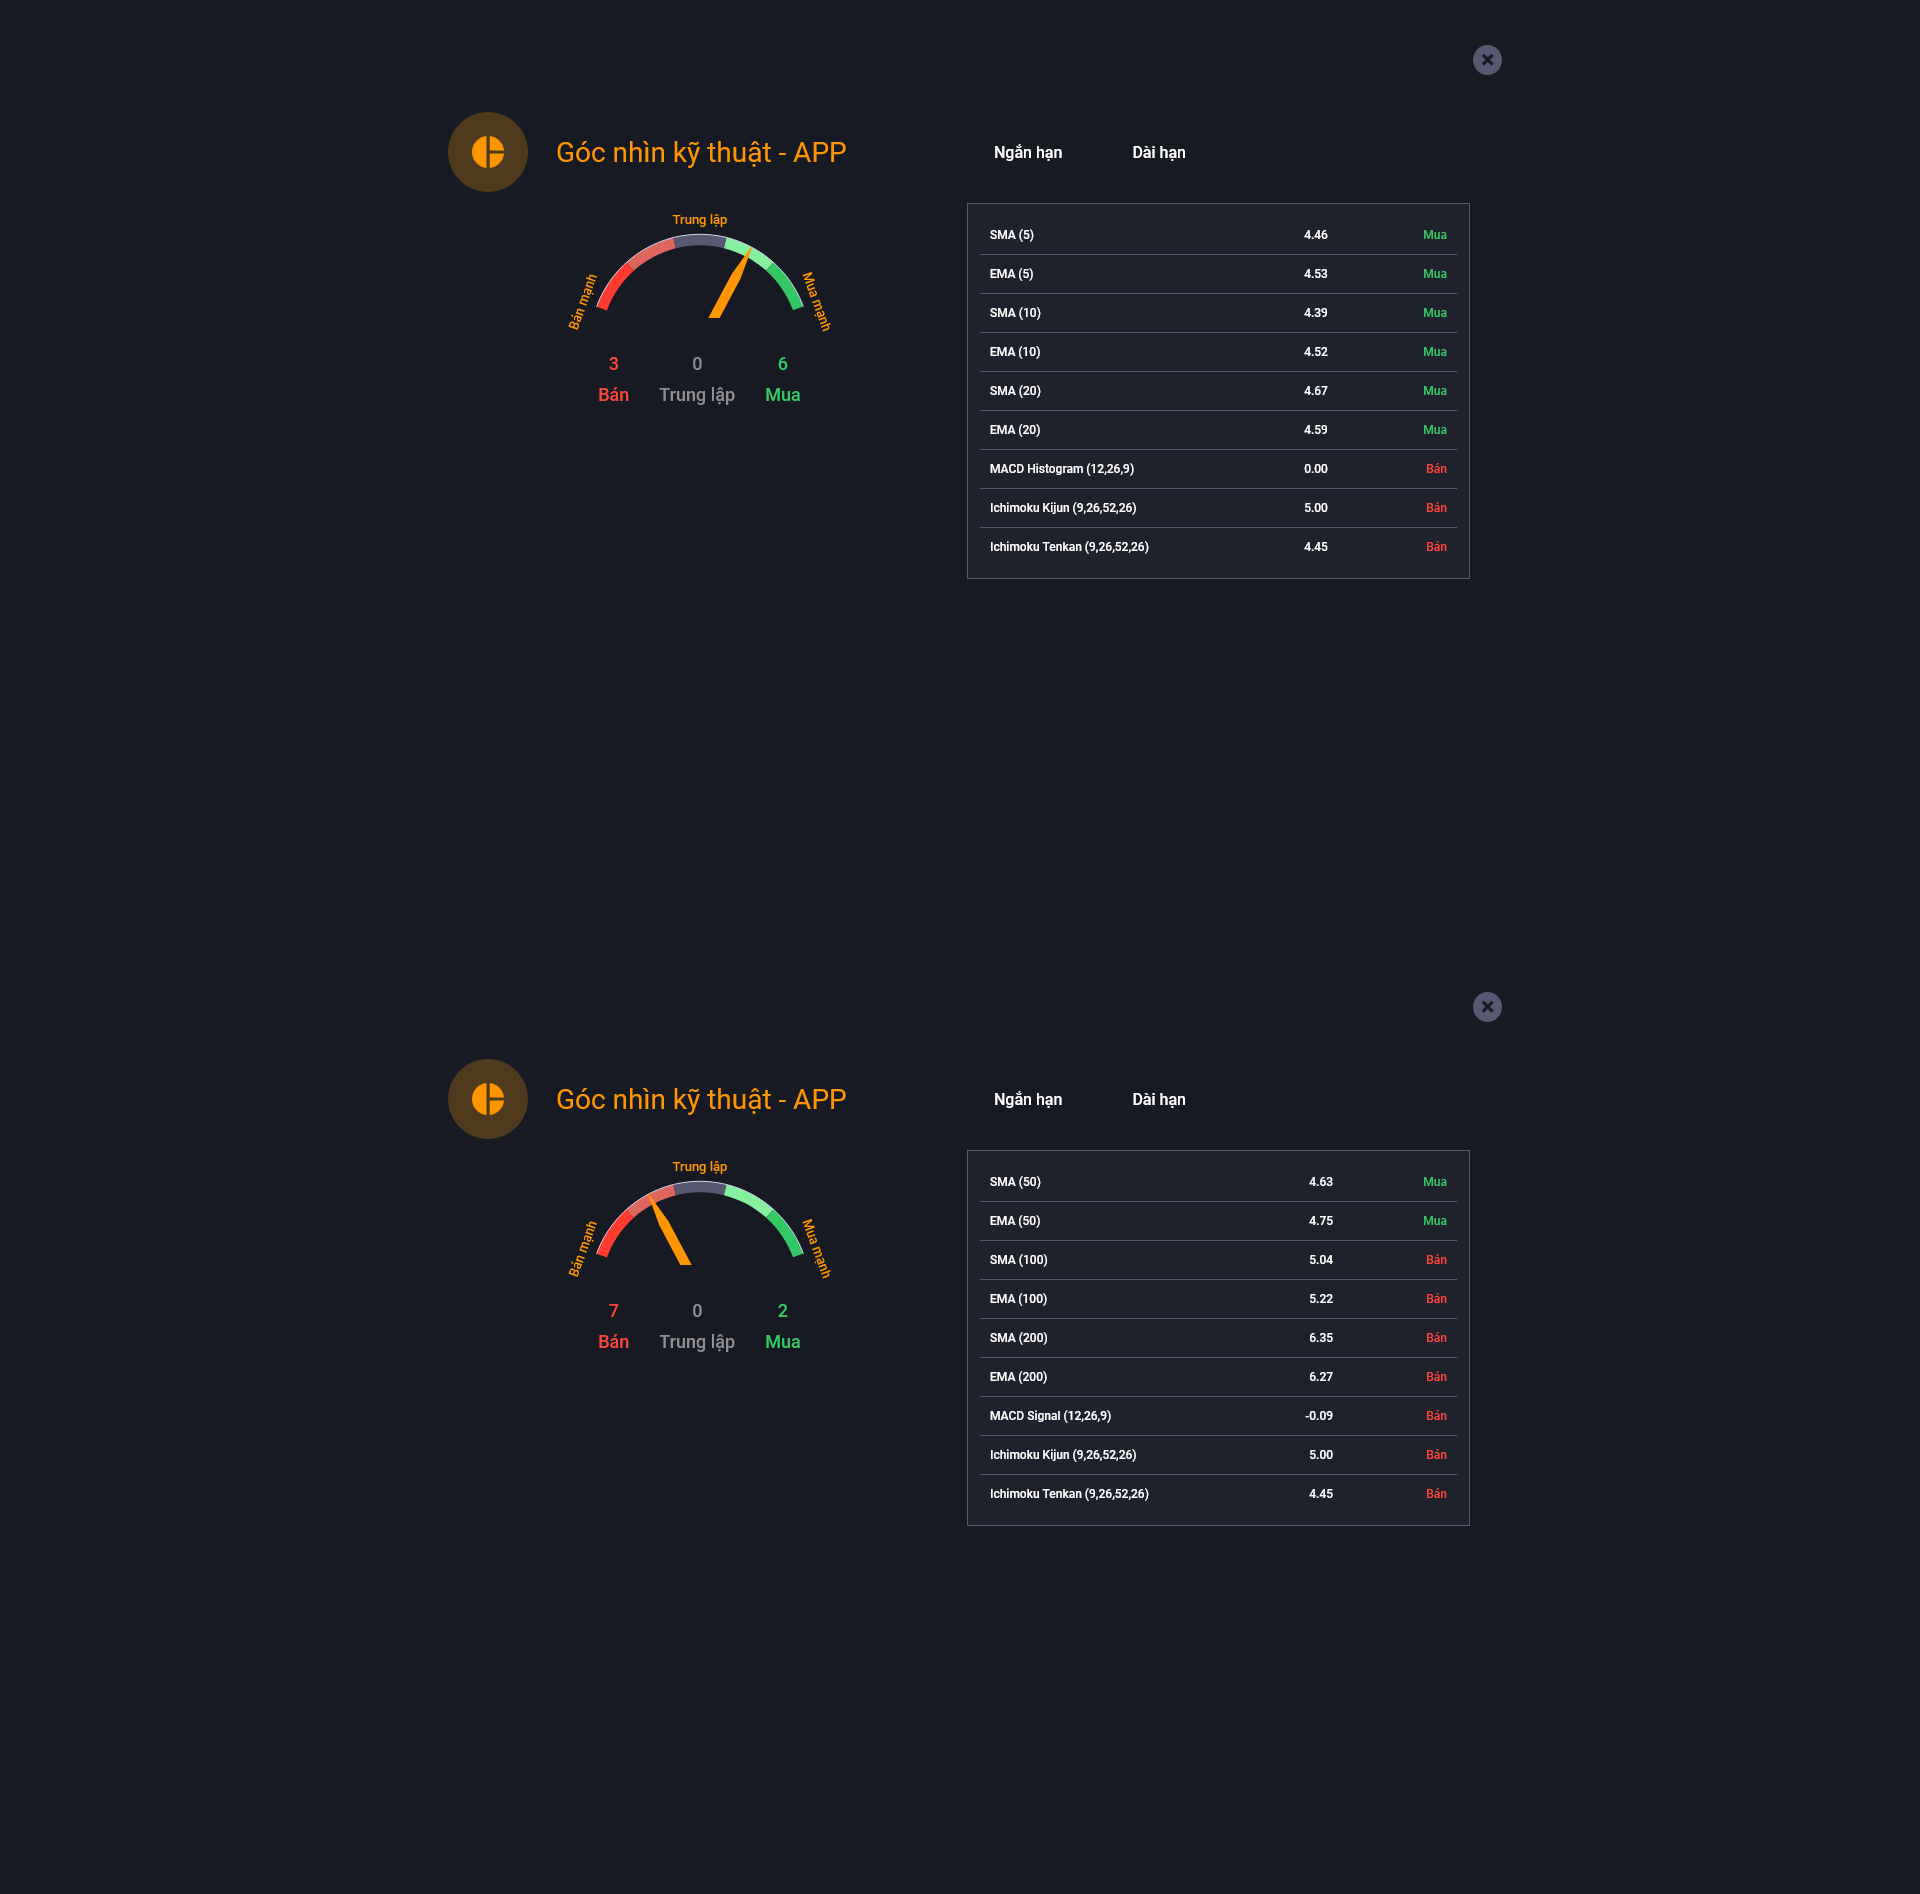 Góc nhìn kỹ thuật - APP
Ngắn hạn Dài hạn
Trung lập
Bán mạnh
Mua mạnh
3 0 6
Bán Trung lập Mua
SMA (5) 4.46 Mua
EMA (5) 4.53 Mua
SMA (10) 4.39 Mua
EMA (10) 4.52 Mua
SMA (20) 4.67 Mua
EMA (20) 4.59 Mua
MACD Histogram (12,26,9) 0.00 Bán
Ichimoku Kijun (9,26,52,26) 5.00 Bán
Ichimoku Tenkan (9,26,52,26) 4.45 Bán
Góc nhìn kỹ thuật - APP
Ngắn hạn Dài hạn
Trung lập
Bán mạnh
Mua mạnh
7 0 2
Bán Trung lập Mua
SMA (50) 4.63 Mua
EMA (50) 4.75 Mua
SMA (100) 5.04 Bán
EMA (100) 5.22 Bán
SMA (200) 6.35 Bán
EMA (200) 6.27 Bán
MACD Signal (12,26,9) -0.09 Bán
Ichimoku Kijun (9,26,52,26) 5.00 Bán
Ichimoku Tenkan (9,26,52,26) 4.45 Bán